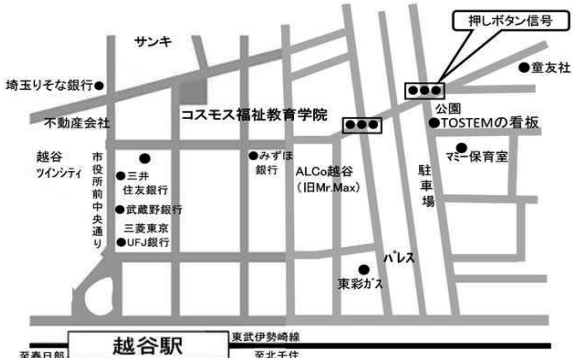 押しボタン信号
サンキ
童友社
埼玉りそな銀行
公園
不動産会社
コスモス福祉教育学院
TOSTEMの看板
越谷
ツインシティ
市役所前中央通り
三井
住友銀行
みずほ
銀行
ALCo越谷
(旧Mr.Max)
駐車場
マミー保育室
武蔵野銀行
三菱東京
UFJ銀行
パレス
東彩ガス
越谷駅
東武伊勢崎線
至春日部
至北千住